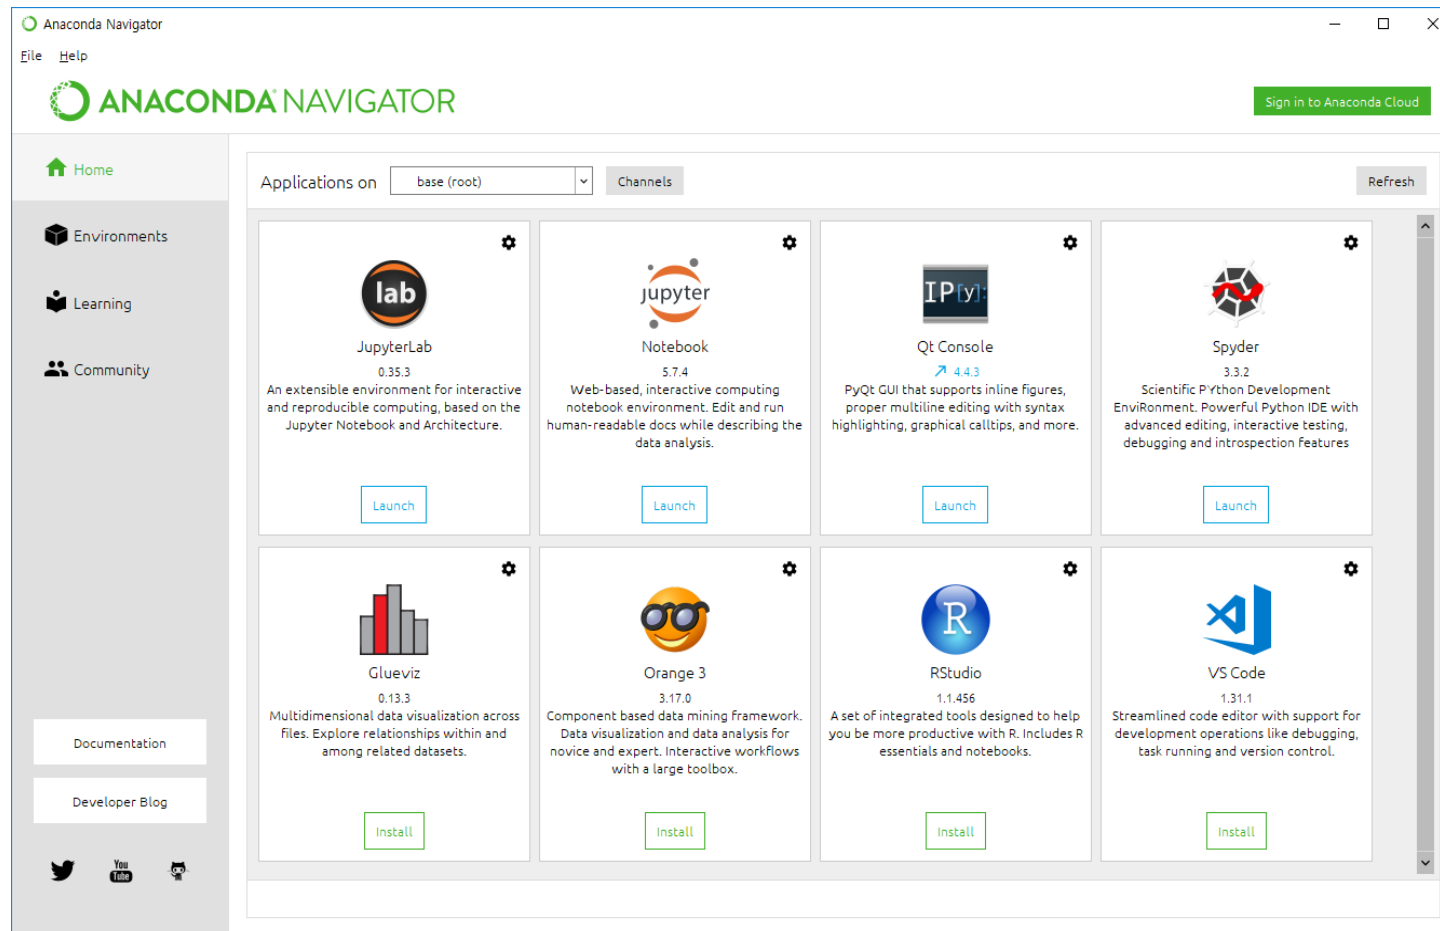 Anaconda Navigator
File Help
ANACONDA NAVIGATOR
Sign in to Anaconda Cloud
Home
Environments
Learning
Community
Documentation
Developer Blog
You
Tube
Applications on base (root) Channels Refresh
lab
JupyterLab
0.35.3
An extensible environment for interactive
and reproducible computing, based on the
Jupyter Notebook and Architecture.
Launch
jupyter
Notebook
5.7.4
Web-based, interactive computing
notebook environment. Edit and run
human-readable docs while describing the
data analysis.
Launch
IP[y]:
Qt Console
4.4.3
PyQt GUI that supports inline figures,
proper multiline editing with syntax
highlighting, graphical calltips, and more.
Launch
Spyder
3.3.2
Scientific PYthon Development
EnviRonment. Powerful Python IDE with
advanced editing, interactive testing,
debugging and introspection features
Launch
Glueviz
0.13.3
Multidimensional data visualization across
files. Explore relationships within and
among related datasets.
Install
Orange 3
3.17.0
Component based data mining framework.
Data visualization and data analysis for
novice and expert. Interactive workflows
with a large toolbox.
Install
R
RStudio
1.1.456
A set of integrated tools designed to help
you be more productive with R. Includes R
essentials and notebooks.
Install
VS Code
1.31.1
Streamlined code editor with support for
development operations like debugging,
task running and version control.
Install